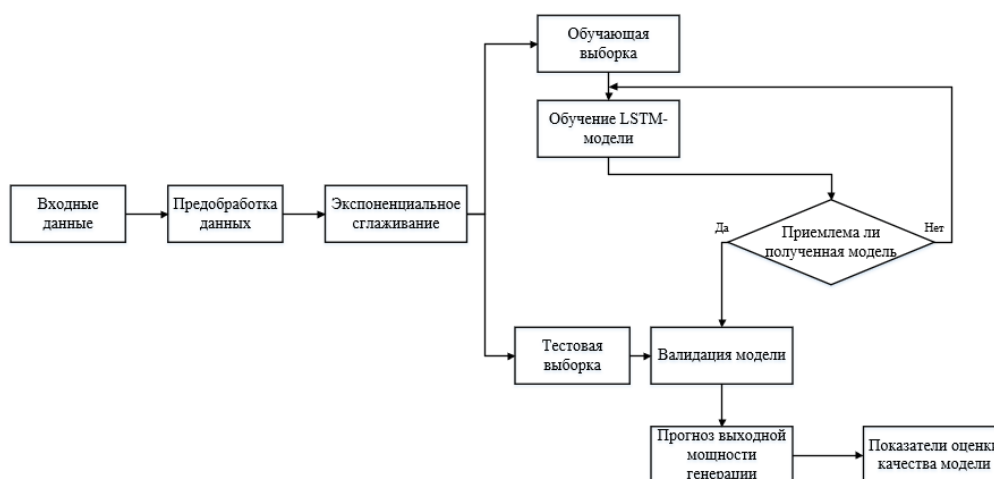 Обучающая
выборка
Обучение LSTM-
модели
Входные
данные
Предобработка
данных
Экспоненциальное
сглаживание
Да
Приемлема ли
полученная модель
Нет
Тестовая
выборка
Валидация модели
Прогноз выходной
мощности
генерации
Показатели оценки
качества модели